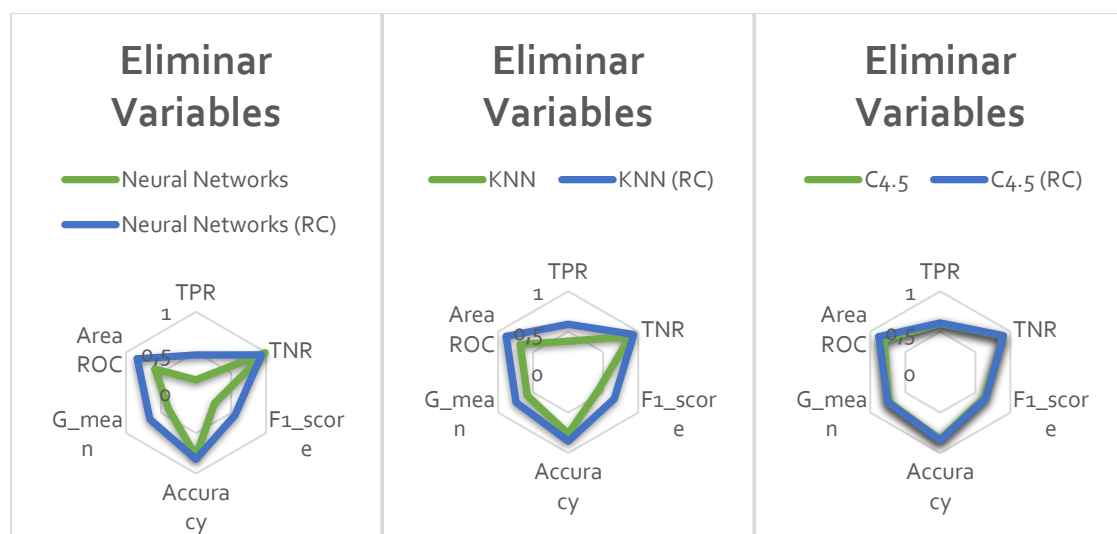 Eliminar
Variables
Neural Networks
Neural Networks (RC)
TPR
1
TNR
Area
ROC
0,5
0
G_mea
n
F1_scor
e
Accura
cy
Eliminar
Variables
KNN
KNN (RC)
TPR
1
TNR
Area
ROC
0,5
0
G_mea
n
F1_scor
e
Accura
cy
Eliminar
Variables
C4.5
C4.5 (RC)
TPR
1
TNR
Area
ROC
0,5
0
G_mea
n
F1_scor
e
Accura
cy